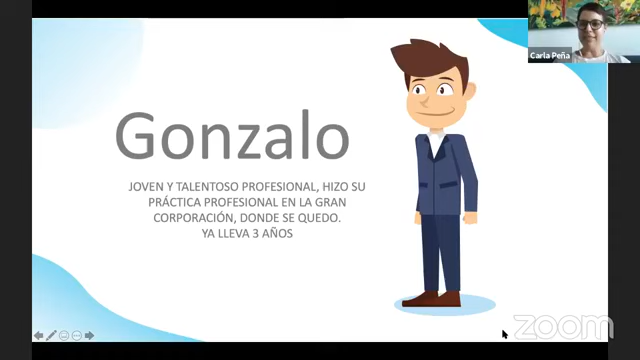 Carla Peña
Gonzalo
JOVEN Y TALENTOSO PROFESIONAL, HIZO SU
PRÁCTICA PROFESIONAL EN LA GRAN
CORPORACIÓN, DONDE SE QUEDO.
YA LLEVA 3 AÑOS
zoom